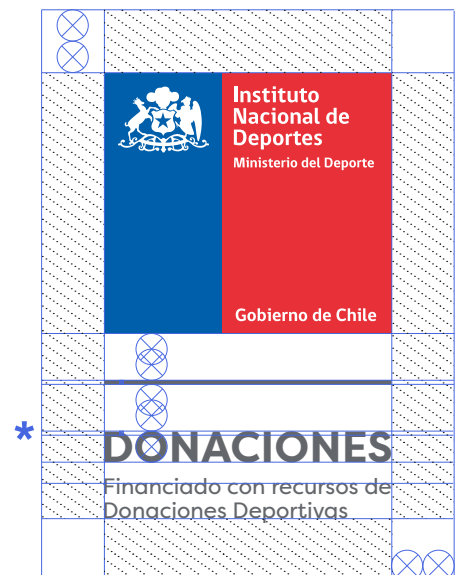 Instituto
Nacional de
Deportes
Ministerio del Deporte
Gobierno de Chile
*
DONACIONES
Financiado con recursos de
Donaciones Deportivas